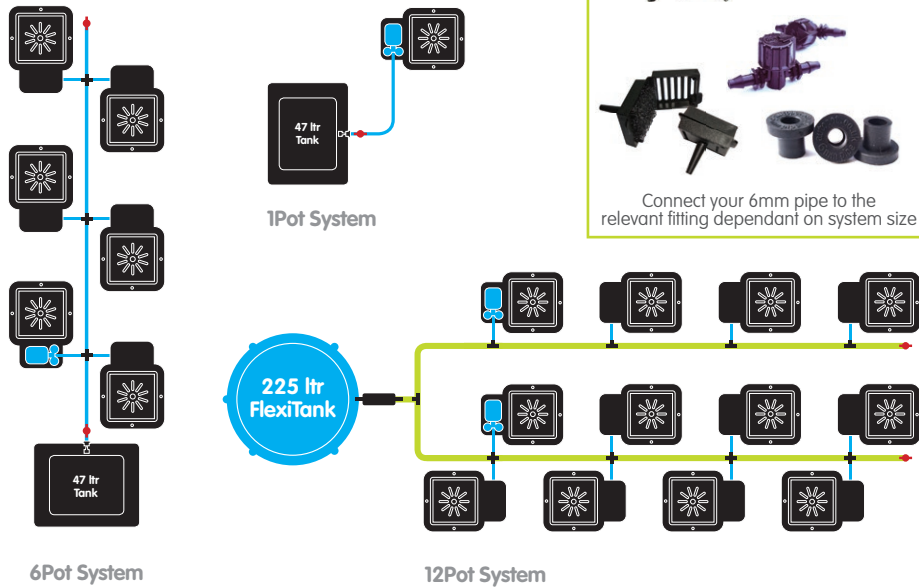 47 ltr
Tank
1Pot System
Connect your 6mm pipe to the
relevant fitting dependant on system size
225 ltr
FlexiTank
47 ltr
Tank
6Pot System
12Pot System